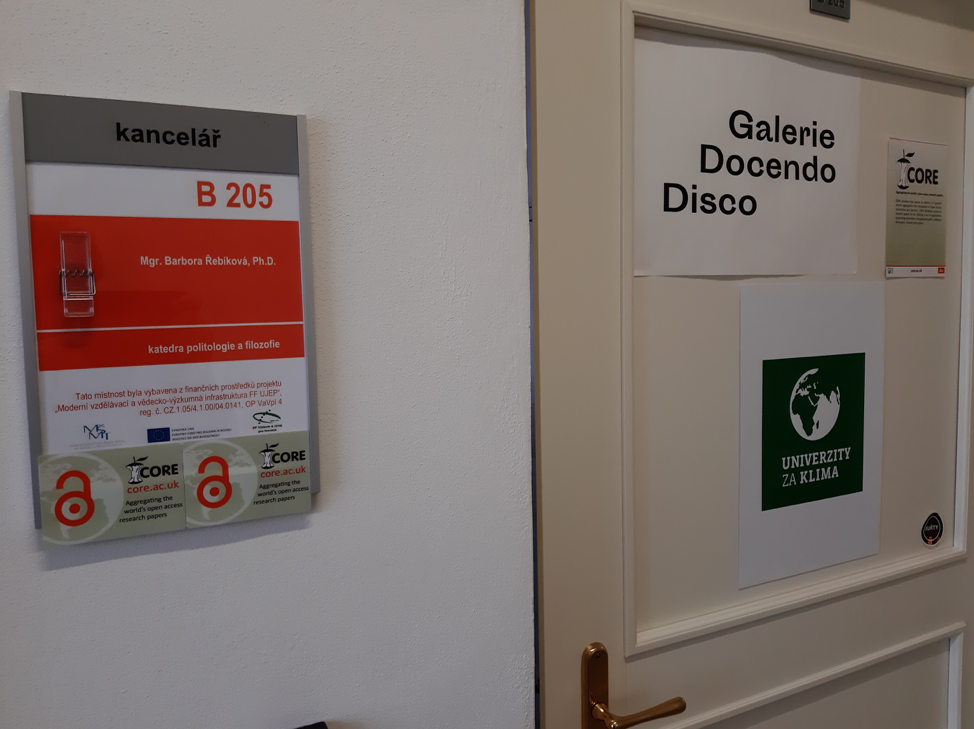 kancelář
B 205
Mgr. Barbora Řebíková, Ph.D.
katedra politologie a filozofie
Tato místnost byla vybavena z finančních prostředků projektu
„Moderní vzdělávací a vědecko-výzkumná infrastruktura FF UJEP“,
reg. č. CZ.1.05/4.1.00/04.0141, OP VaVpI 4
CORE
core.ac.uk
Aggregating the
world's open access
research papers
CORE
core.ac.uk
Aggregating the
world's open access
research papers
B 205
Galerie
Docendo
Disco
CORE
UNIVERZITY
ZA KLIMA